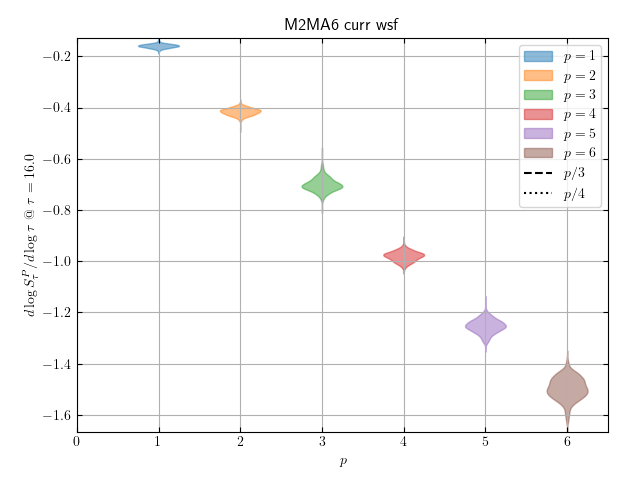 M2MA6 curr wsf
d log S_τ^P / d log τ @ τ = 16.0
−0.2
−0.4
−0.6
−0.8
−1.0
−1.2
−1.4
−1.6
p = 1
p = 2
p = 3
p = 4
p = 5
p = 6
p/3
p/4
0 1 2 3 4 5 6
p